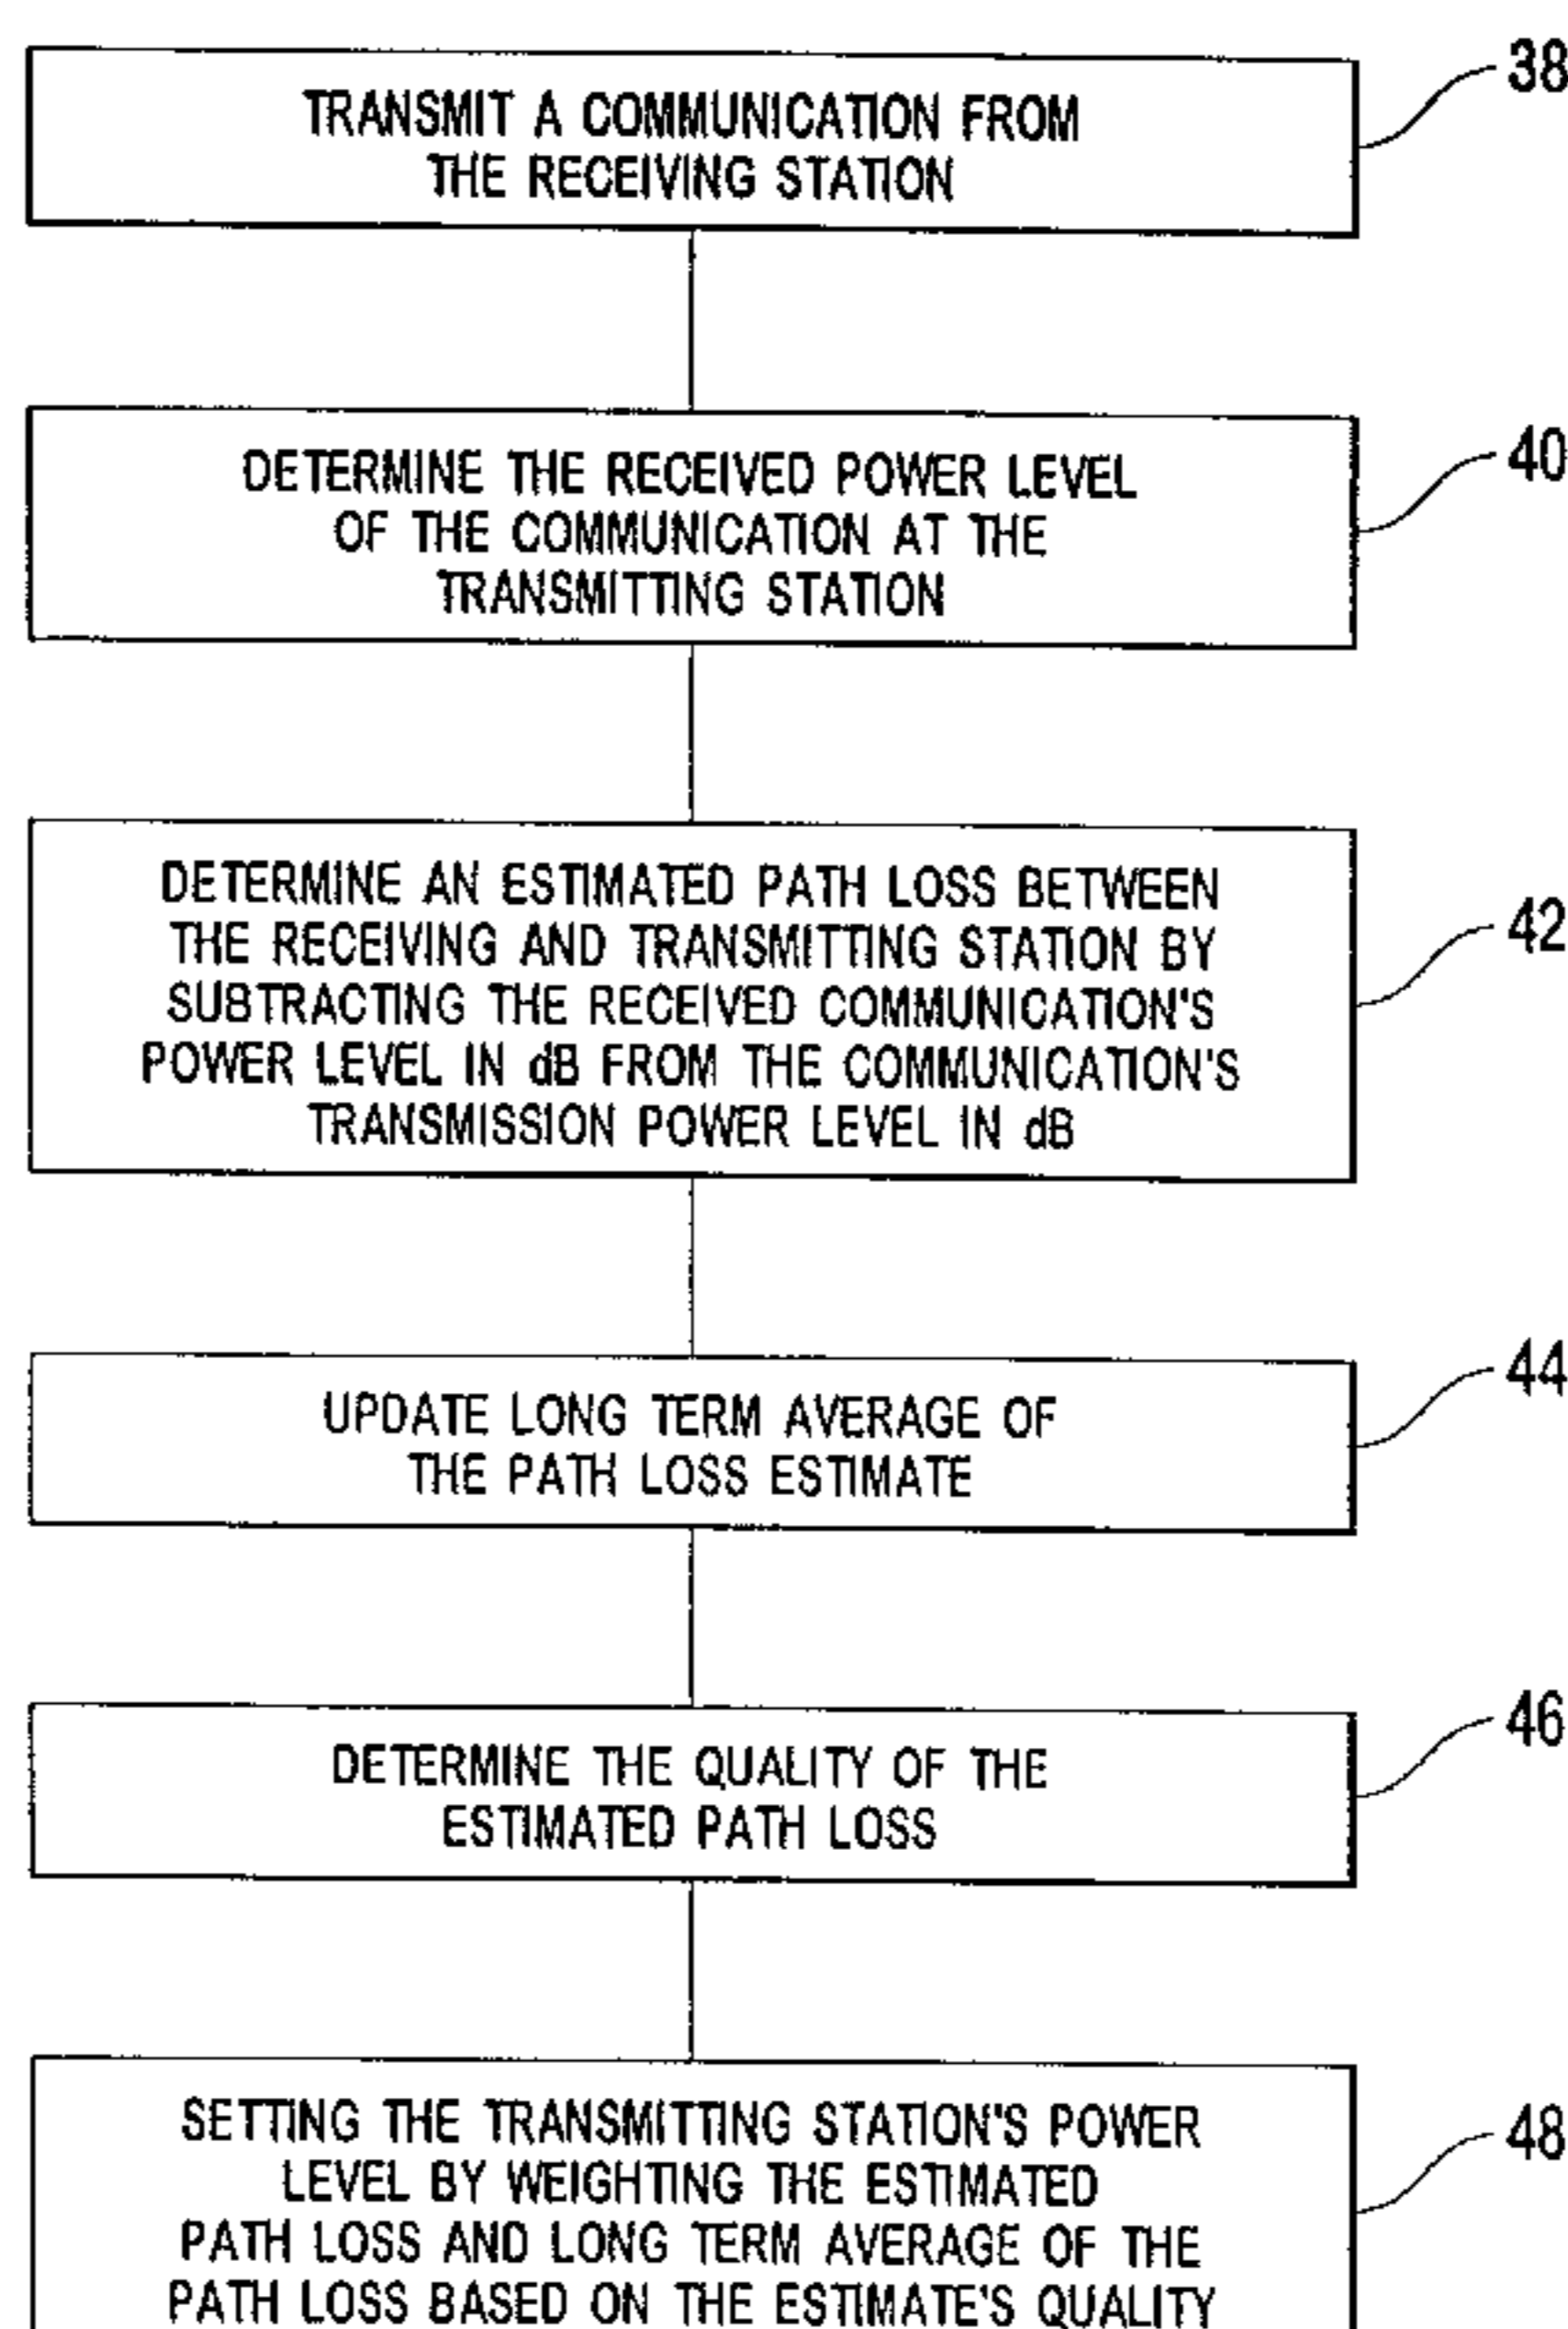 TRANSMIT A COMMUNICATION FROM
THE RECEIVING STATION
38
DETERMINE THE RECEIVED POWER LEVEL
OF THE COMMUNICATION AT THE
TRANSMITTING STATION
40
DETERMINE AN ESTIMATED PATH LOSS BETWEEN
THE RECEIVING AND TRANSMITTING STATION BY
SUBTRACTING THE RECEIVED COMMUNICATION'S
POWER LEVEL IN dB FROM THE COMMUNICATION'S
TRANSMISSION POWER LEVEL IN dB
42
UPDATE LONG TERM AVERAGE OF
THE PATH LOSS ESTIMATE
44
DETERMINE THE QUALITY OF THE
ESTIMATED PATH LOSS
46
SETTING THE TRANSMITTING STATION'S POWER
LEVEL BY WEIGHTING THE ESTIMATED
PATH LOSS AND LONG TERM AVERAGE OF THE
PATH LOSS BASED ON THE ESTIMATE'S QUALITY
48